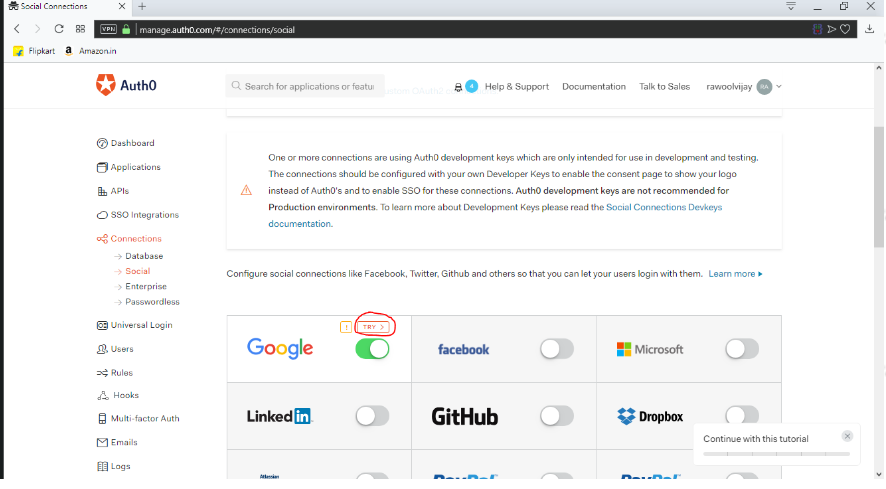 Social Connections
VPN
manage.auth0.com/#/connections/social
Flipkart
Amazon.in
Auth0
Search for applications or featu
4
Help & Support
Documentation
Talk to Sales
rawoolvijay
RA
Dashboard
Applications
APIs
SSO Integrations
Connections
Database
Social
Enterprise
Passwordless
Universal Login
Users
Rules
Hooks
Multi-factor Auth
Emails
Logs
One or more connections are using Auth0 development keys which are only intended for use in development and testing.
The connections should be configured with your own Developer Keys to enable the consent page to show your logo
instead of Auth0's and to enable SSO for these connections. Auth0 development keys are not recommended for
Production environments. To learn more about Development Keys please read the Social Connections Devkeys
documentation.
Configure social connections like Facebook, Twitter, Github and others so that you can let your users login with them. Learn more
! TRY >
Google
facebook
Microsoft
LinkedIn
GitHub
Dropbox
Continue with this tutorial
Atlassian
PayPal
PayPal